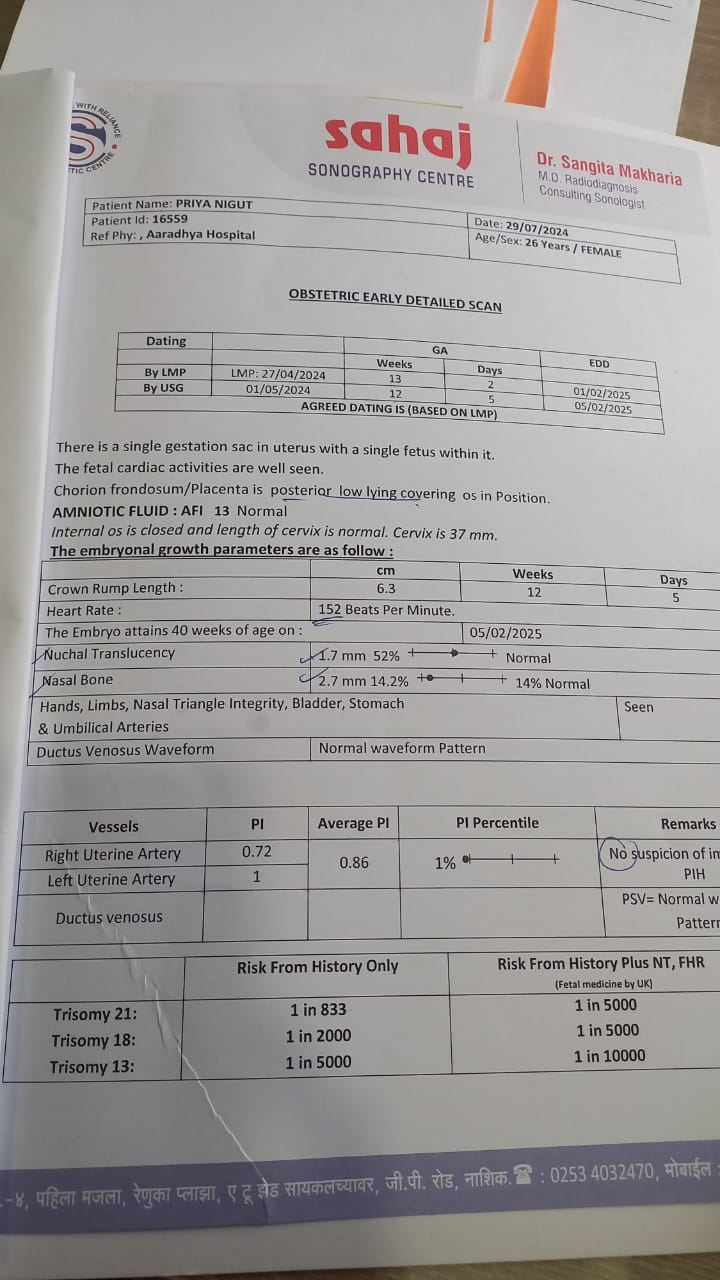 WITH RELIANCE
S
TIC CENTRE
sahaj
SONOGRAPHY CENTRE
Dr. Sangita Makharia
M.D. Radiodiagnosis
Consulting Sonologist
Patient Name: PRIYA NIGUT
Patient Id: 16559
Ref Phy: , Aaradhya Hospital
Date: 29/07/2024
Age/Sex: 26 Years / FEMALE
OBSTETRIC EARLY DETAILED SCAN
Dating GA EDD
Weeks Days
By LMP LMP: 27/04/2024 13 2 01/02/2025
By USG 01/05/2024 12 5 05/02/2025
AGREED DATING IS (BASED ON LMP)
There is a single gestation sac in uterus with a single fetus within it.
The fetal cardiac activities are well seen.
Chorion frondosum/Placenta is posterior low lying covering os in Position.
AMNIOTIC FLUID : AFI 13 Normal
Internal os is closed and length of cervix is normal. Cervix is 37 mm.
The embryonal growth parameters are as follow :
cm Weeks Days
Crown Rump Length : 6.3 12 5
Heart Rate : 152 Beats Per Minute.
The Embryo attains 40 weeks of age on : 05/02/2025
Nuchal Translucency 1.7 mm 52% Normal
Nasal Bone 2.7 mm 14.2% 14% Normal
Hands, Limbs, Nasal Triangle Integrity, Bladder, Stomach Seen
& Umbilical Arteries
Ductus Venosus Waveform Normal waveform Pattern
Vessels PI Average PI PI Percentile Remarks
Right Uterine Artery 0.72 0.86 1% No suspicion of im
Left Uterine Artery 1 PIH
Ductus venosus PSV= Normal w
Pattern
Risk From History Only Risk From History Plus NT, FHR
(Fetal medicine by UK)
Trisomy 21: 1 in 833 1 in 5000
Trisomy 18: 1 in 2000 1 in 5000
Trisomy 13: 1 in 5000 1 in 10000
-४, पहिला मजला, रेणुका प्लाझा, ए टू झेड सायकलच्यावर, जी.पी. रोड, नाशिक. ☎ : 0253 4032470, मोबाईल